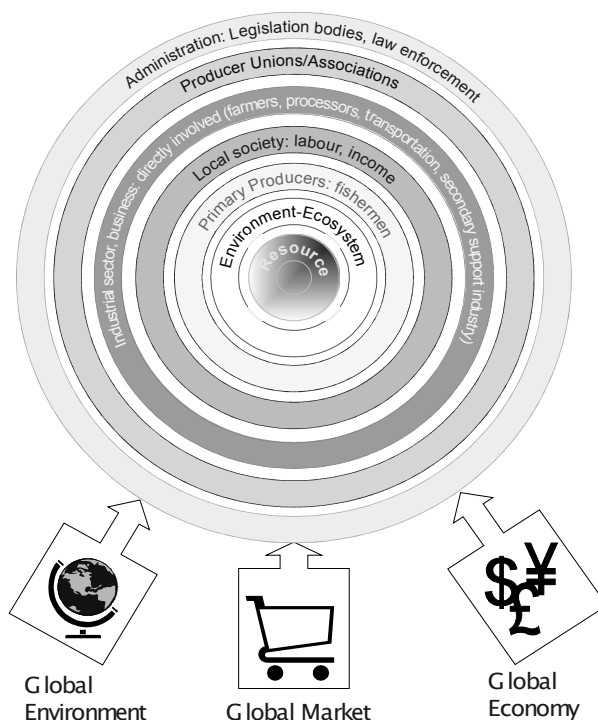 Administration: Legislation bodies, law enforcement
Producer Unions/Associations
Industrial sector, business: directly involved (farmers, processors, transportation, secondary support industry)
Local society: labour, income
Primary Producers: fishermen
Environment-Ecosystem
Resource
$ ¥
£
Global
Environment
Global Market
Global
Economy